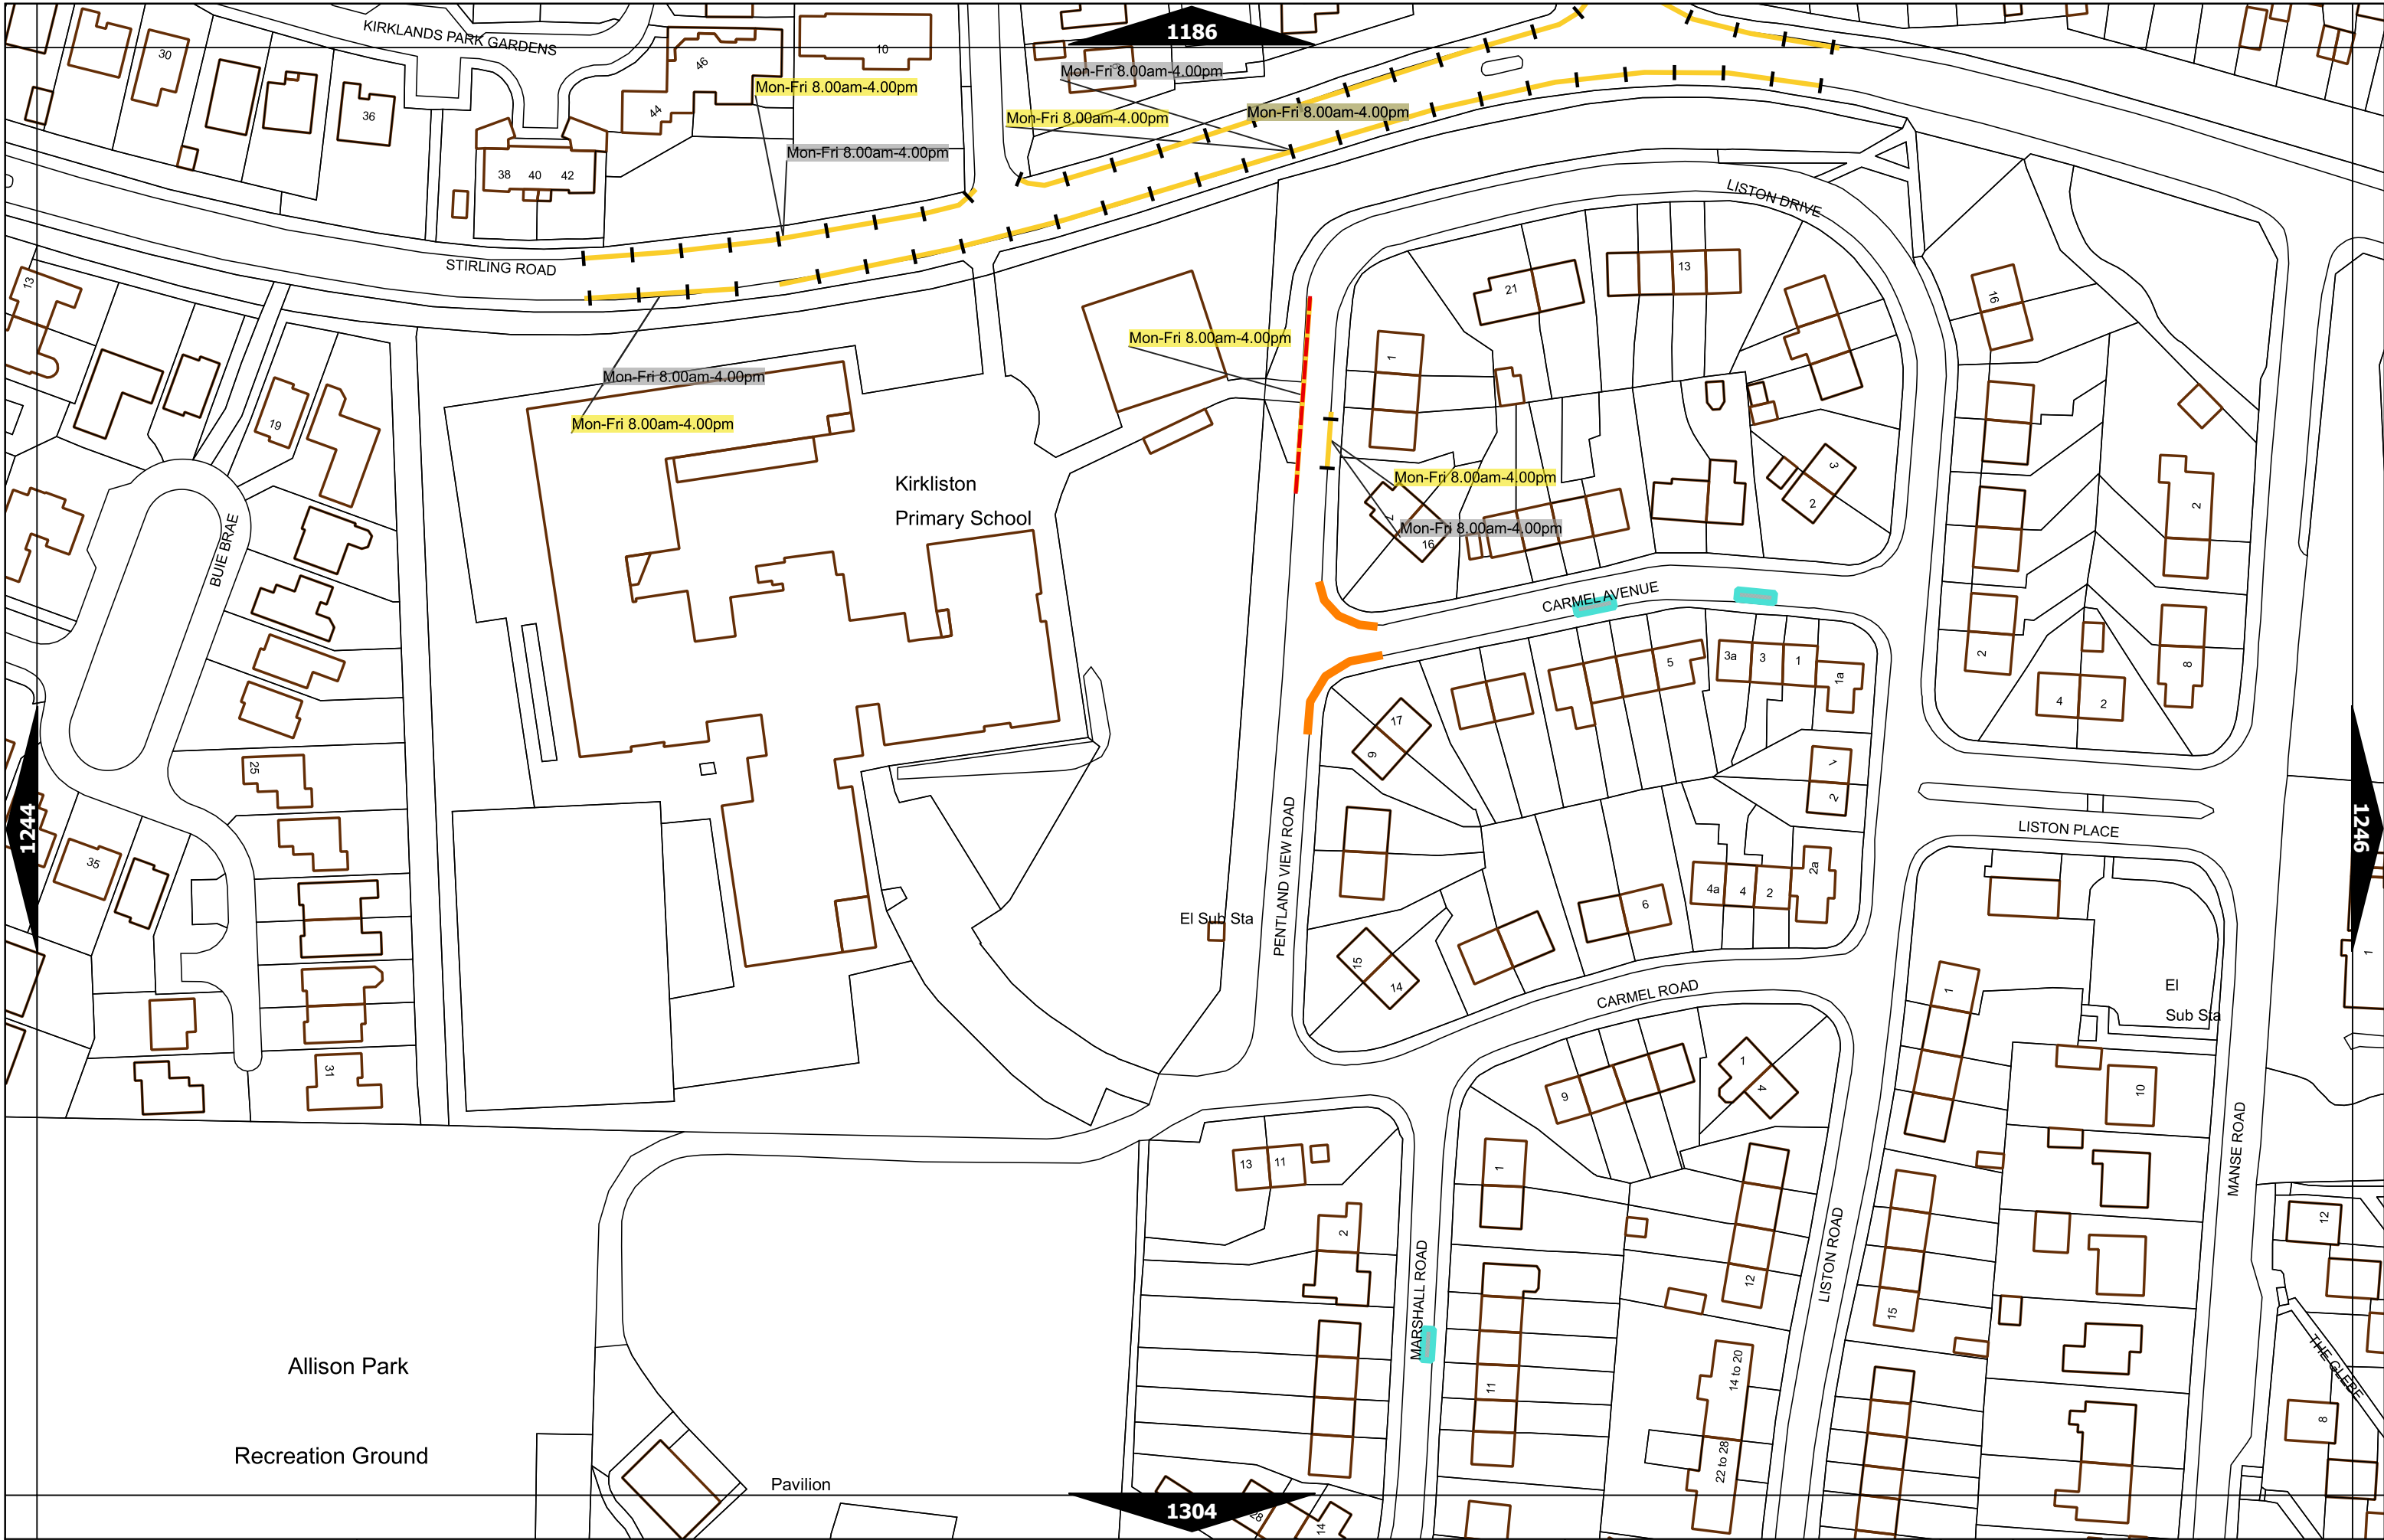 KIRKLANDS PARK GARDENS
1186
30
46
10
36
44
Mon-Fri 8.00am-4.00pm
Mon-Fri 8.00am-4.00pm
Mon-Fri 8.00am-4.00pm
Mon-Fri 8.00am-4.00pm
Mon-Fri 8.00am-4.00pm
38 40 42
LISTON DRIVE
STIRLING ROAD
13
21
13
16
Mon-Fri 8.00am-4.00pm
1
Mon-Fri 8.00am-4.00pm
Mon-Fri 8.00am-4.00pm
19
Kirkliston
Primary School
Mon-Fri 8.00am-4.00pm
Mon-Fri 8.00am-4.00pm
7
16
3
2
2
BUIE BRAE
CARMEL AVENUE
5
3a
3
1
1a
2
8
4
2
17
9
25
1
2
1244
35
PENTLAND VIEW ROAD
LISTON PLACE
1246
El Sub Sta
15
14
6
4a
4
2
2a
CARMEL ROAD
1
El
Sub Sta
1
31
9
1
4
10
MANSE ROAD
13
11
1
2
12
LISTON ROAD
15
12
MARSHALL ROAD
11
14 to 20
22 to 28
THE GLEBE
8
Allison Park
Recreation Ground
Pavilion
1304
28
14